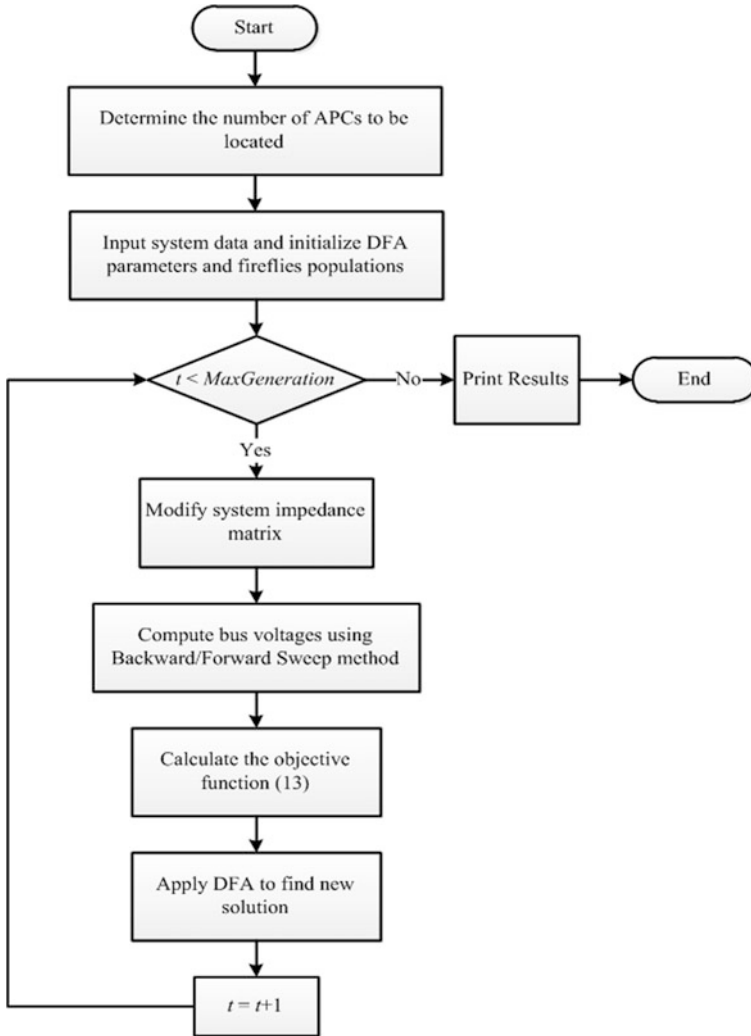 Start
Determine the number of APCs to be
located
Input system data and initialize DFA
parameters and fireflies populations
t < MaxGeneration
No
Print Results
End
Yes
Modify system impedance
matrix
Compute bus voltages using
Backward/Forward Sweep method
Calculate the objective
function (13)
Apply DFA to find new
solution
t = t+1